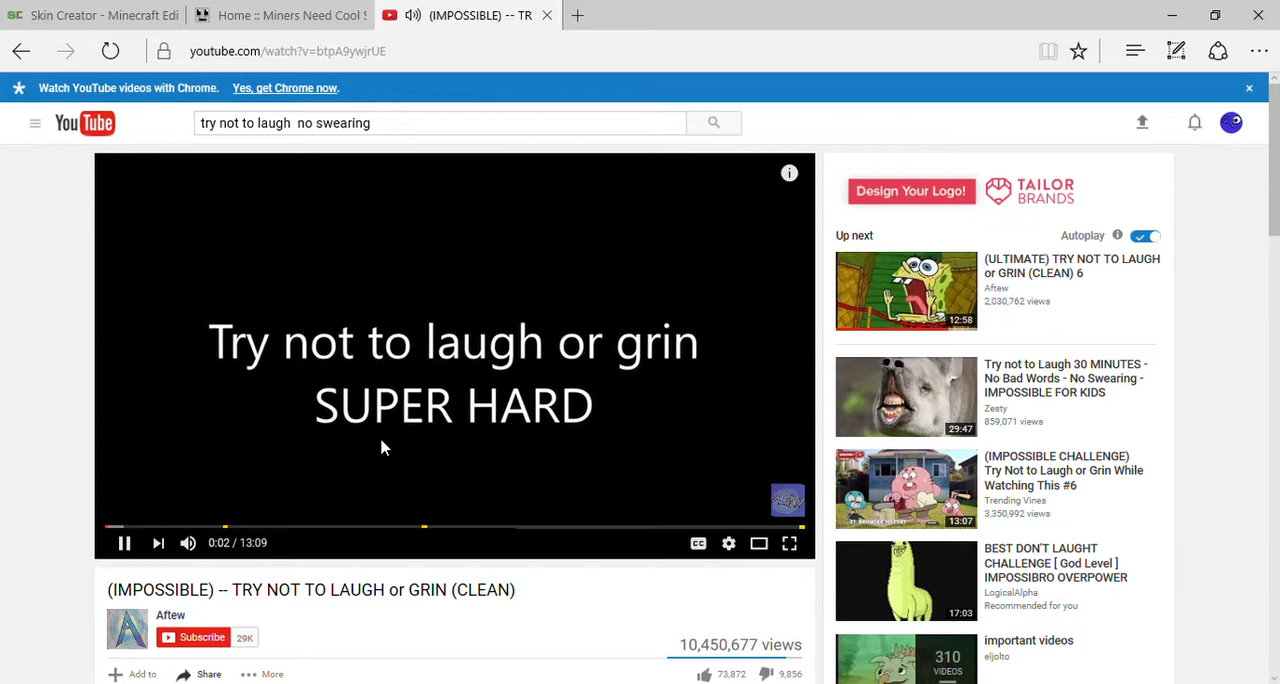 Skin Creator - Minecraft Edi
Home :: Miners Need Cool S
(IMPOSSIBLE) -- TR
youtube.com/watch?v=btpA9ywjrUE
Watch YouTube videos with Chrome. Yes, get Chrome now.
YouTube
try not to laugh no swearing
Try not to laugh or grin
SUPER HARD
0:02 / 13:09
CC
(IMPOSSIBLE) -- TRY NOT TO LAUGH or GRIN (CLEAN)
Aftew
Subscribe 29K
10,450,677 views
Add to Share More
73,872 9,856
Design Your Logo! TAILOR BRANDS
Up next Autoplay
(ULTIMATE) TRY NOT TO LAUGH
or GRIN (CLEAN) 6
Aftew
2,030,762 views
12:58
Try not to Laugh 30 MINUTES -
No Bad Words - No Swearing -
IMPOSSIBLE FOR KIDS
Zesty
859,071 views
29:47
(IMPOSSIBLE CHALLENGE)
Try Not to Laugh or Grin While
Watching This #6
Trending Vines
3,350,992 views
13:07
BEST DON'T LAUGHT
CHALLENGE [ God Level ]
IMPOSSIBRO OVERPOWER
LogicalAlpha
Recommended for you
17:03
important videos
eljolto
310
VIDEOS